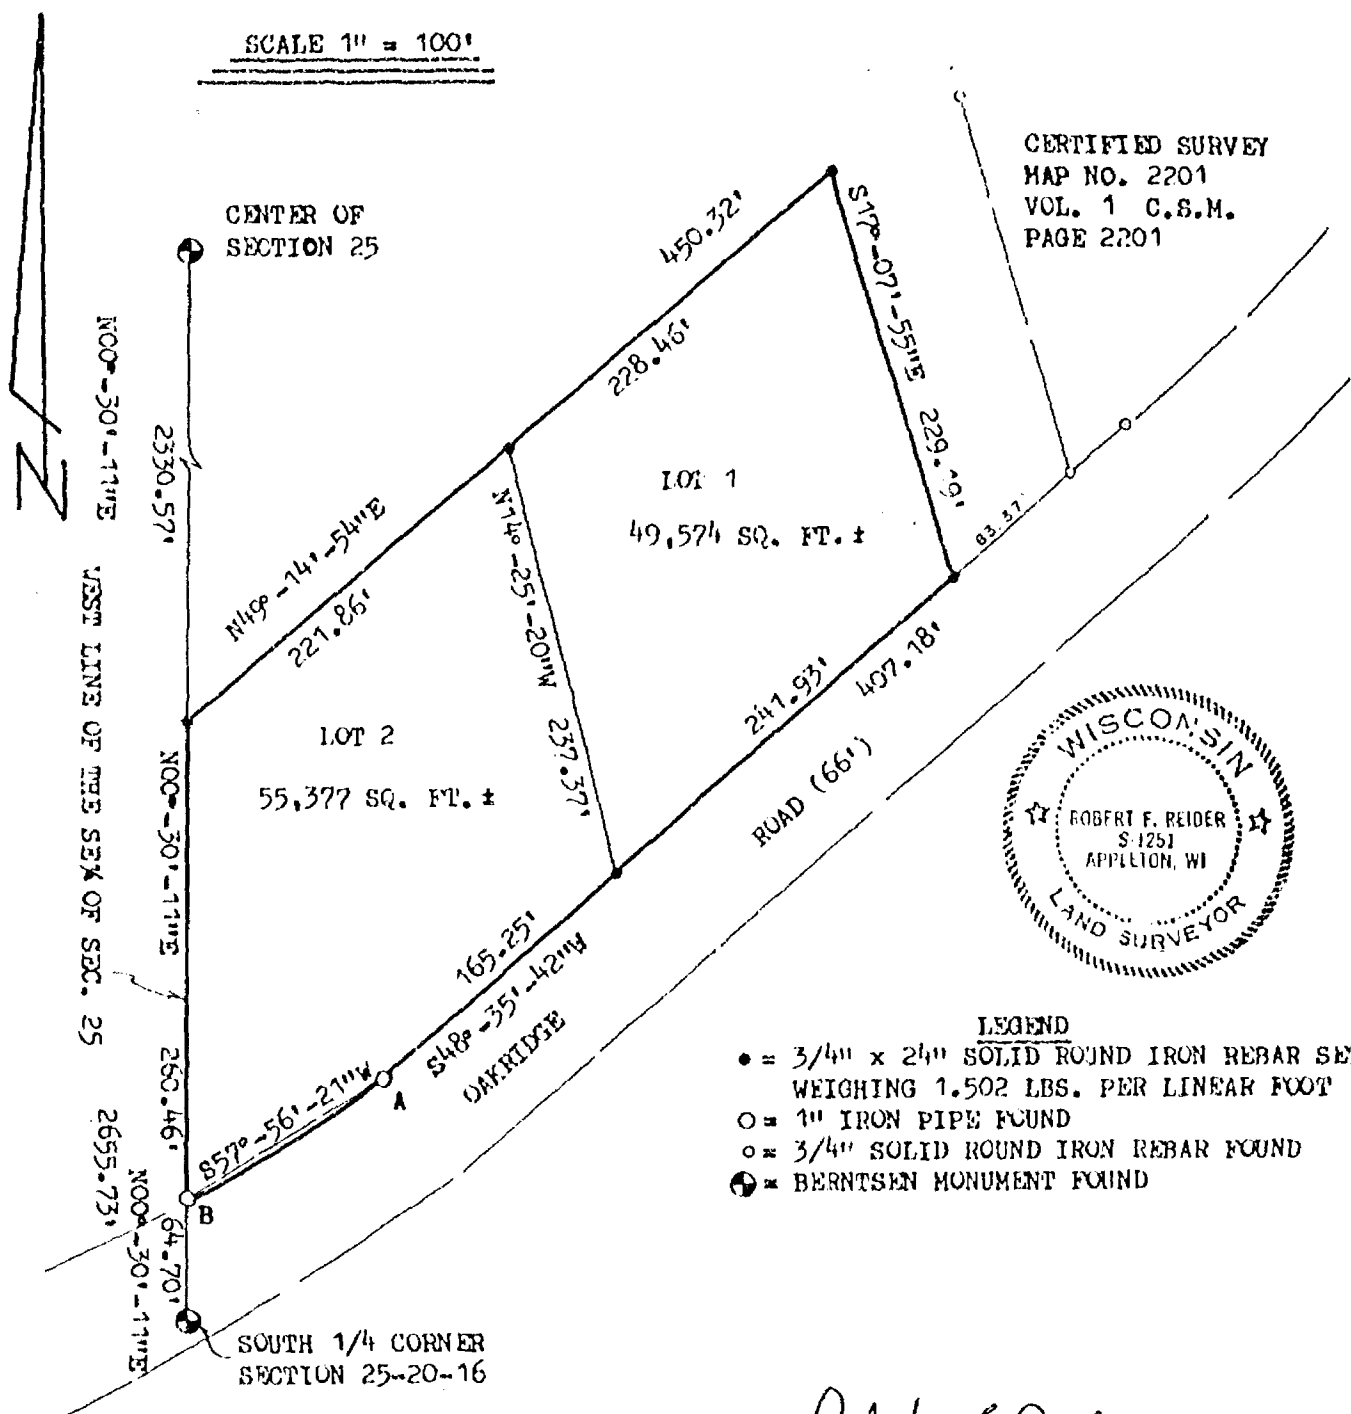 SCALE 1" = 100'
CERTIFIED SURVEY
MAP NO. 2201
VOL. 1 C.S.M.
PAGE 2201
CENTER OF
SECTION 25
N
N00°-30'-11"E
2330.57'
WEST LINE OF THE SE¼ OF SEC. 25
2655.73'
N49°-14'-54"E
450.32'
228.46'
221.86'
S17°-07'-55"E 229.19'
LOT 1
49,574 SQ. FT. ±
N14°-25'-20"W 237.37'
63.37'
LOT 2
55,377 SQ. FT. ±
N00°-30'-11"E
260.46'
241.93'
407.18'
165.25'
S48°-35'-42"W
S57°-56'-21"W
A
B
OAKRIDGE ROAD (66')
64.70'
N00°-30'-11"E
SOUTH 1/4 CORNER
SECTION 25-20-16
WISCONSIN
ROBERT F. REIDER
S-1251
APPLETON, WI
LAND SURVEYOR
LEGEND
• = 3/4" x 24" SOLID ROUND IRON REBAR SE
WEIGHING 1.502 LBS. PER LINEAR FOOT
O = 1" IRON PIPE FOUND
o = 3/4" SOLID ROUND IRON REBAR FOUND
= BERNTSEN MONUMENT FOUND